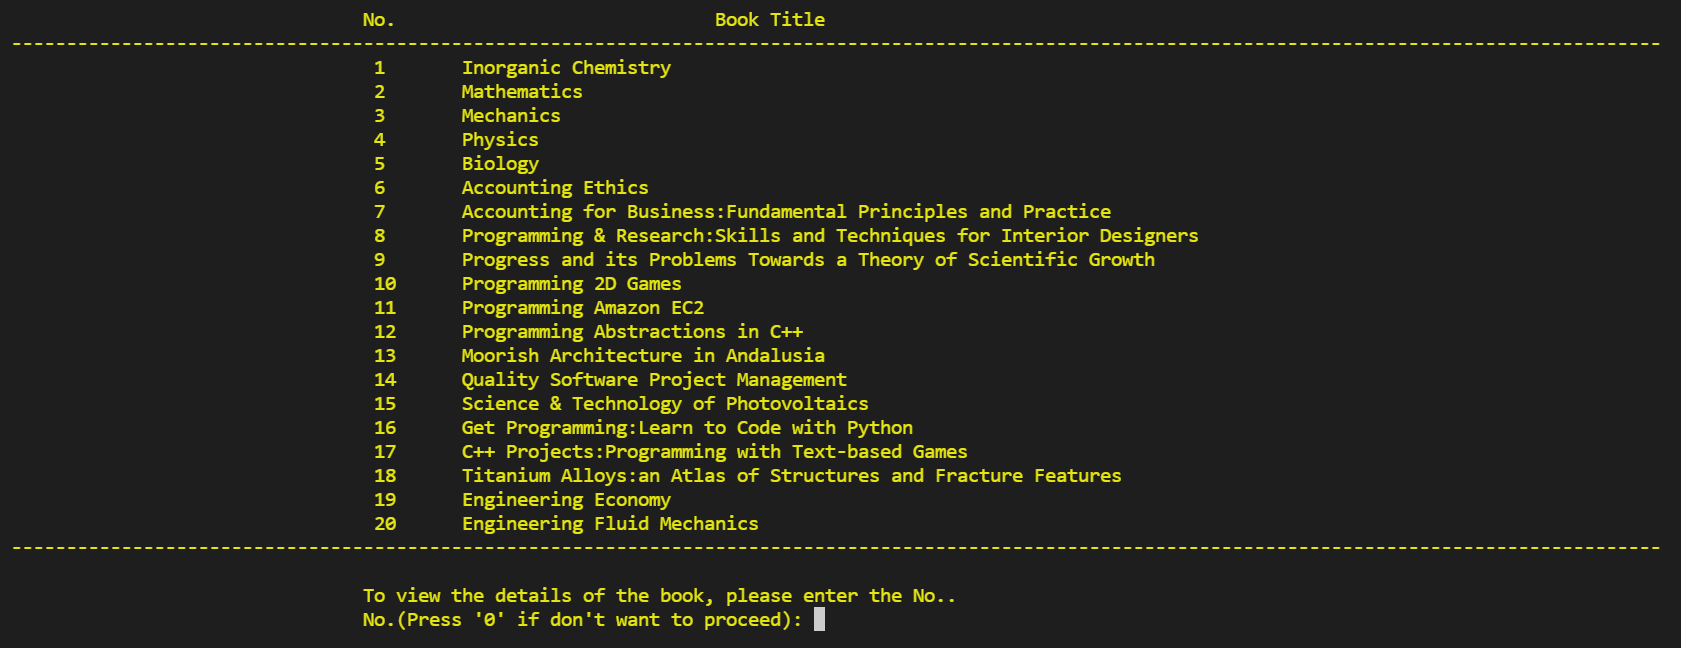 No. Book Title
------------------------------------------------------------------------------------------------------------------------------------------------------
1 Inorganic Chemistry
2 Mathematics
3 Mechanics
4 Physics
5 Biology
6 Accounting Ethics
7 Accounting for Business:Fundamental Principles and Practice
8 Programming & Research:Skills and Techniques for Interior Designers
9 Progress and its Problems Towards a Theory of Scientific Growth
10 Programming 2D Games
11 Programming Amazon EC2
12 Programming Abstractions in C++
13 Moorish Architecture in Andalusia
14 Quality Software Project Management
15 Science & Technology of Photovoltaics
16 Get Programming:Learn to Code with Python
17 C++ Projects:Programming with Text-based Games
18 Titanium Alloys:an Atlas of Structures and Fracture Features
19 Engineering Economy
20 Engineering Fluid Mechanics
------------------------------------------------------------------------------------------------------------------------------------------------------
To view the details of the book, please enter the No..
No.(Press '0' if don't want to proceed):